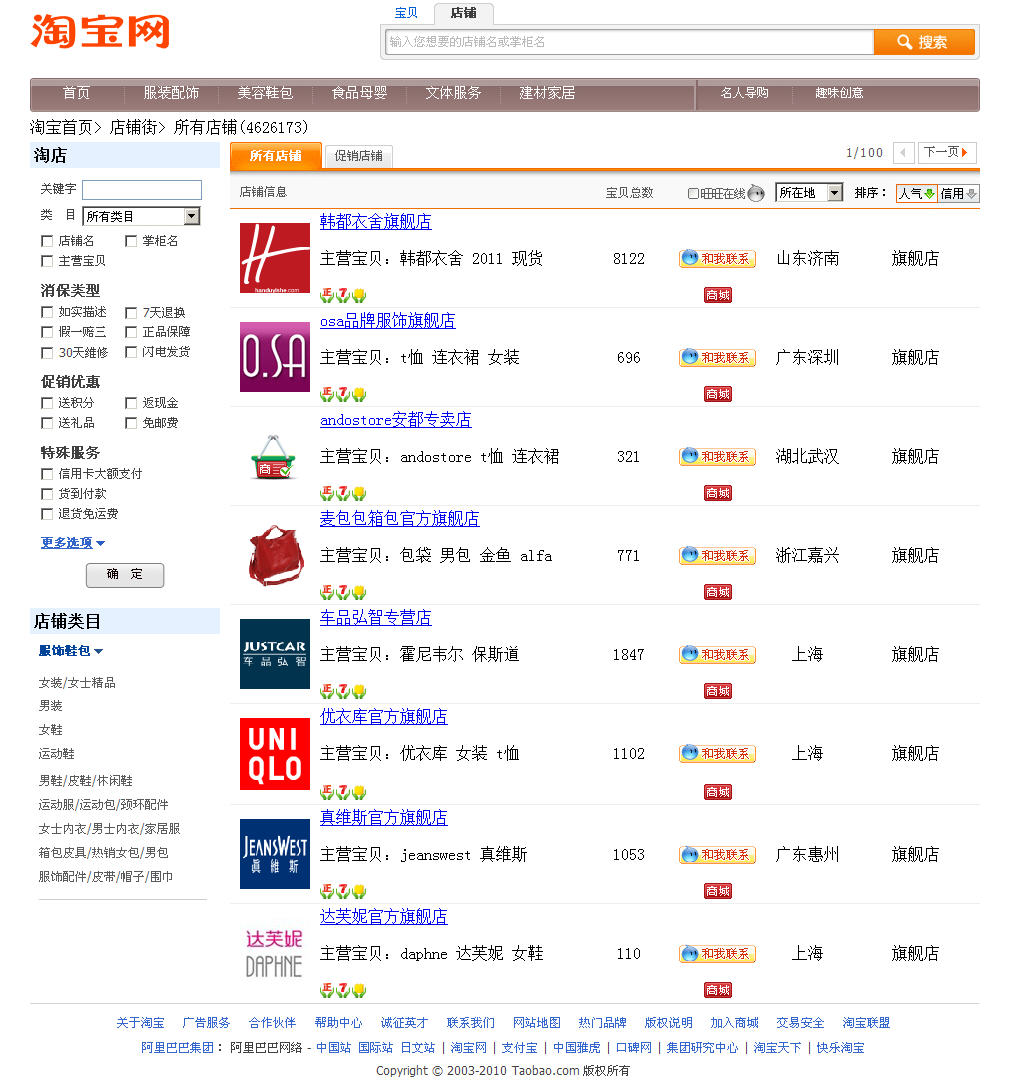 宝贝 店铺
淘宝网
输入您想要的店铺名或掌柜名 搜索
首页 服装配饰 美容鞋包 食品母婴 文体服务 建材家居 名人导购 趣味创意
淘宝首页> 店铺街> 所有店铺(4626173)
淘店
关键字
类 目 所有类目
店铺名 掌柜名
主营宝贝
消保类型
如实描述 7天退换
假一赔三 正品保障
30天维修 闪电发货
促销优惠
送积分 返现金
送礼品 免邮费
特殊服务
信用卡大额支付
货到付款
退货免运费
更多选项
确 定
店铺类目
服饰鞋包
女装/女士精品
男装
女鞋
运动鞋
男鞋/皮鞋/休闲鞋
运动服/运动包/颈环配件
女士内衣/男士内衣/家居服
箱包皮具/热销女包/男包
服饰配件/皮带/帽子/围巾
所有店铺 促销店铺 1/100 下一页
店铺信息 宝贝总数 旺旺在线 所在地 排序： 人气 信用
韩都衣舍旗舰店
handuyishe.com
主营宝贝：韩都衣舍 2011 现货 8122 和我联系 山东济南 旗舰店
正 7 商城
osa品牌服饰旗舰店
O.SA
主营宝贝：t恤 连衣裙 女装 696 和我联系 广东深圳 旗舰店
正 7 商城
andostore安都专卖店
商
主营宝贝：andostore t恤 连衣裙 321 和我联系 湖北武汉 旗舰店
正 7 商城
麦包包箱包官方旗舰店
主营宝贝：包袋 男包 金鱼 alfa 771 和我联系 浙江嘉兴 旗舰店
正 7 商城
车品弘智专营店
JUSTCAR
车品弘智
主营宝贝：霍尼韦尔 保斯道 1847 和我联系 上海 旗舰店
正 7 商城
优衣库官方旗舰店
UNI
QLO
主营宝贝：优衣库 女装 t恤 1102 和我联系 上海 旗舰店
正 7 商城
真维斯官方旗舰店
JEANSWEST
真維斯
主营宝贝：jeanswest 真维斯 1053 和我联系 广东惠州 旗舰店
正 7 商城
达芙妮官方旗舰店
达芙妮
DAPHNE
主营宝贝：daphne 达芙妮 女鞋 110 和我联系 上海 旗舰店
正 7 商城
关于淘宝 广告服务 合作伙伴 帮助中心 诚征英才 联系我们 网站地图 热门品牌 版权说明 加入商城 交易安全 淘宝联盟
阿里巴巴集团： 阿里巴巴网络 - 中国站 国际站 日文站 | 淘宝网 | 支付宝 | 中国雅虎 | 口碑网 | 集团研究中心 | 淘宝天下 | 快乐淘宝
Copyright © 2003-2010 Taobao.com 版权所有